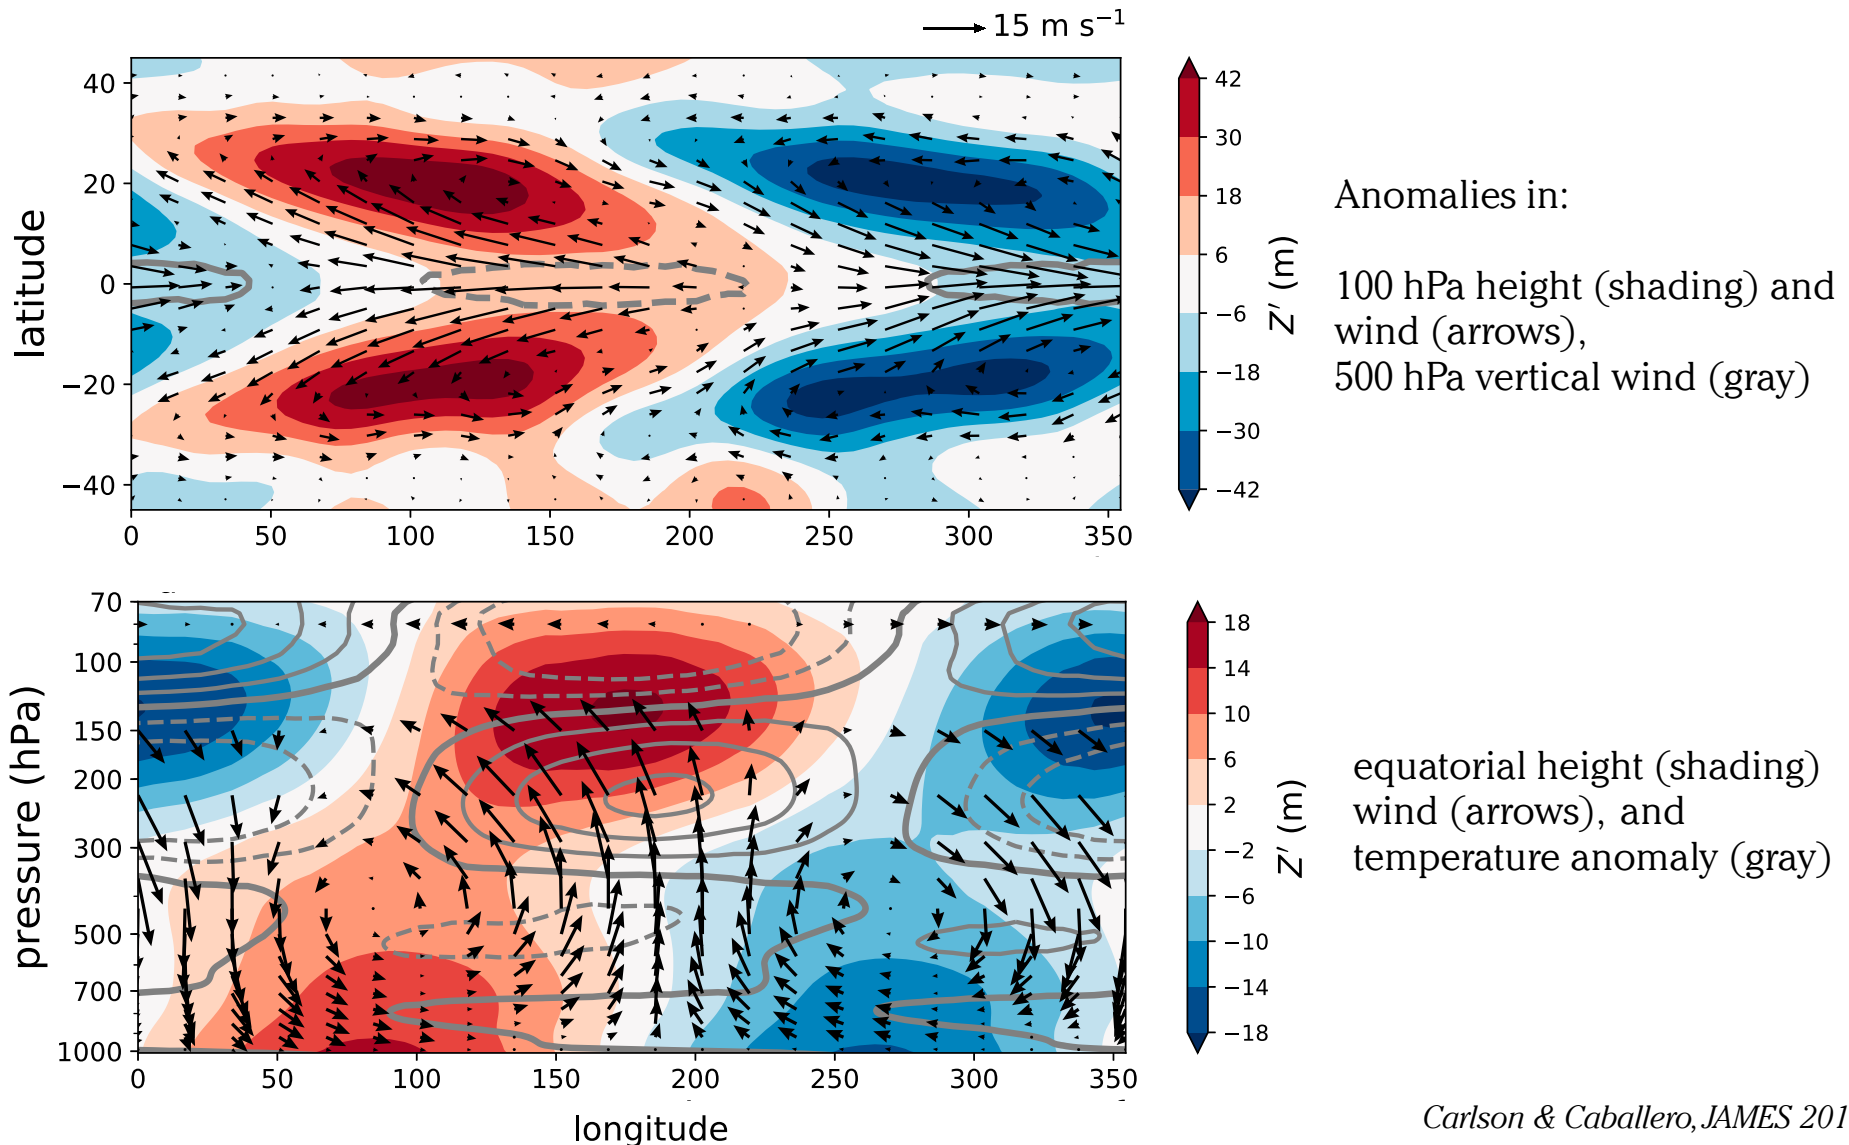 15 m s⁻¹
40
20
0
−20
−40
latitude
0 50 100 150 200 250 300 350
42
30
18
6
−6
−18
−30
−42
Z′ (m)
Anomalies in:
100 hPa height (shading) and
wind (arrows),
500 hPa vertical wind (gray)
70
100
150
200
300
500
700
1000
pressure (hPa)
0 50 100 150 200 250 300 350
longitude
18
14
10
6
2
−2
−6
−10
−14
−18
Z′ (m)
equatorial height (shading)
wind (arrows), and
temperature anomaly (gray)
Carlson & Caballero, JAMES 201